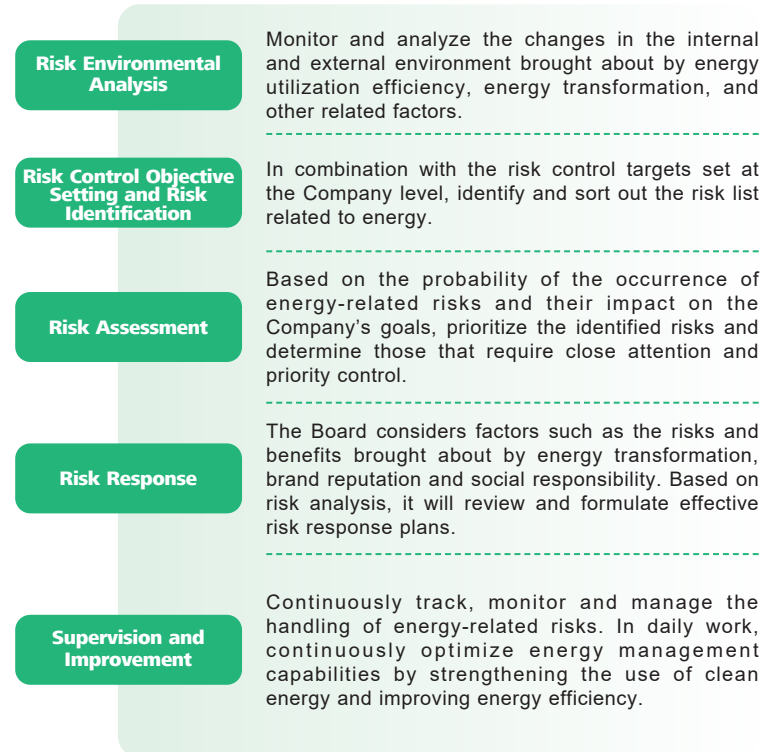 Risk Environmental
Analysis
Monitor and analyze the changes in the internal
and external environment brought about by energy
utilization efficiency, energy transformation, and
other related factors.
Risk Control Objective
Setting and Risk
Identification
In combination with the risk control targets set at
the Company level, identify and sort out the risk list
related to energy.
Risk Assessment
Based on the probability of the occurrence of
energy-related risks and their impact on the
Company’s goals, prioritize the identified risks and
determine those that require close attention and
priority control.
Risk Response
The Board considers factors such as the risks and
benefits brought about by energy transformation,
brand reputation and social responsibility. Based on
risk analysis, it will review and formulate effective
risk response plans.
Supervision and
Improvement
Continuously track, monitor and manage the
handling of energy-related risks. In daily work,
continuously optimize energy management
capabilities by strengthening the use of clean
energy and improving energy efficiency.